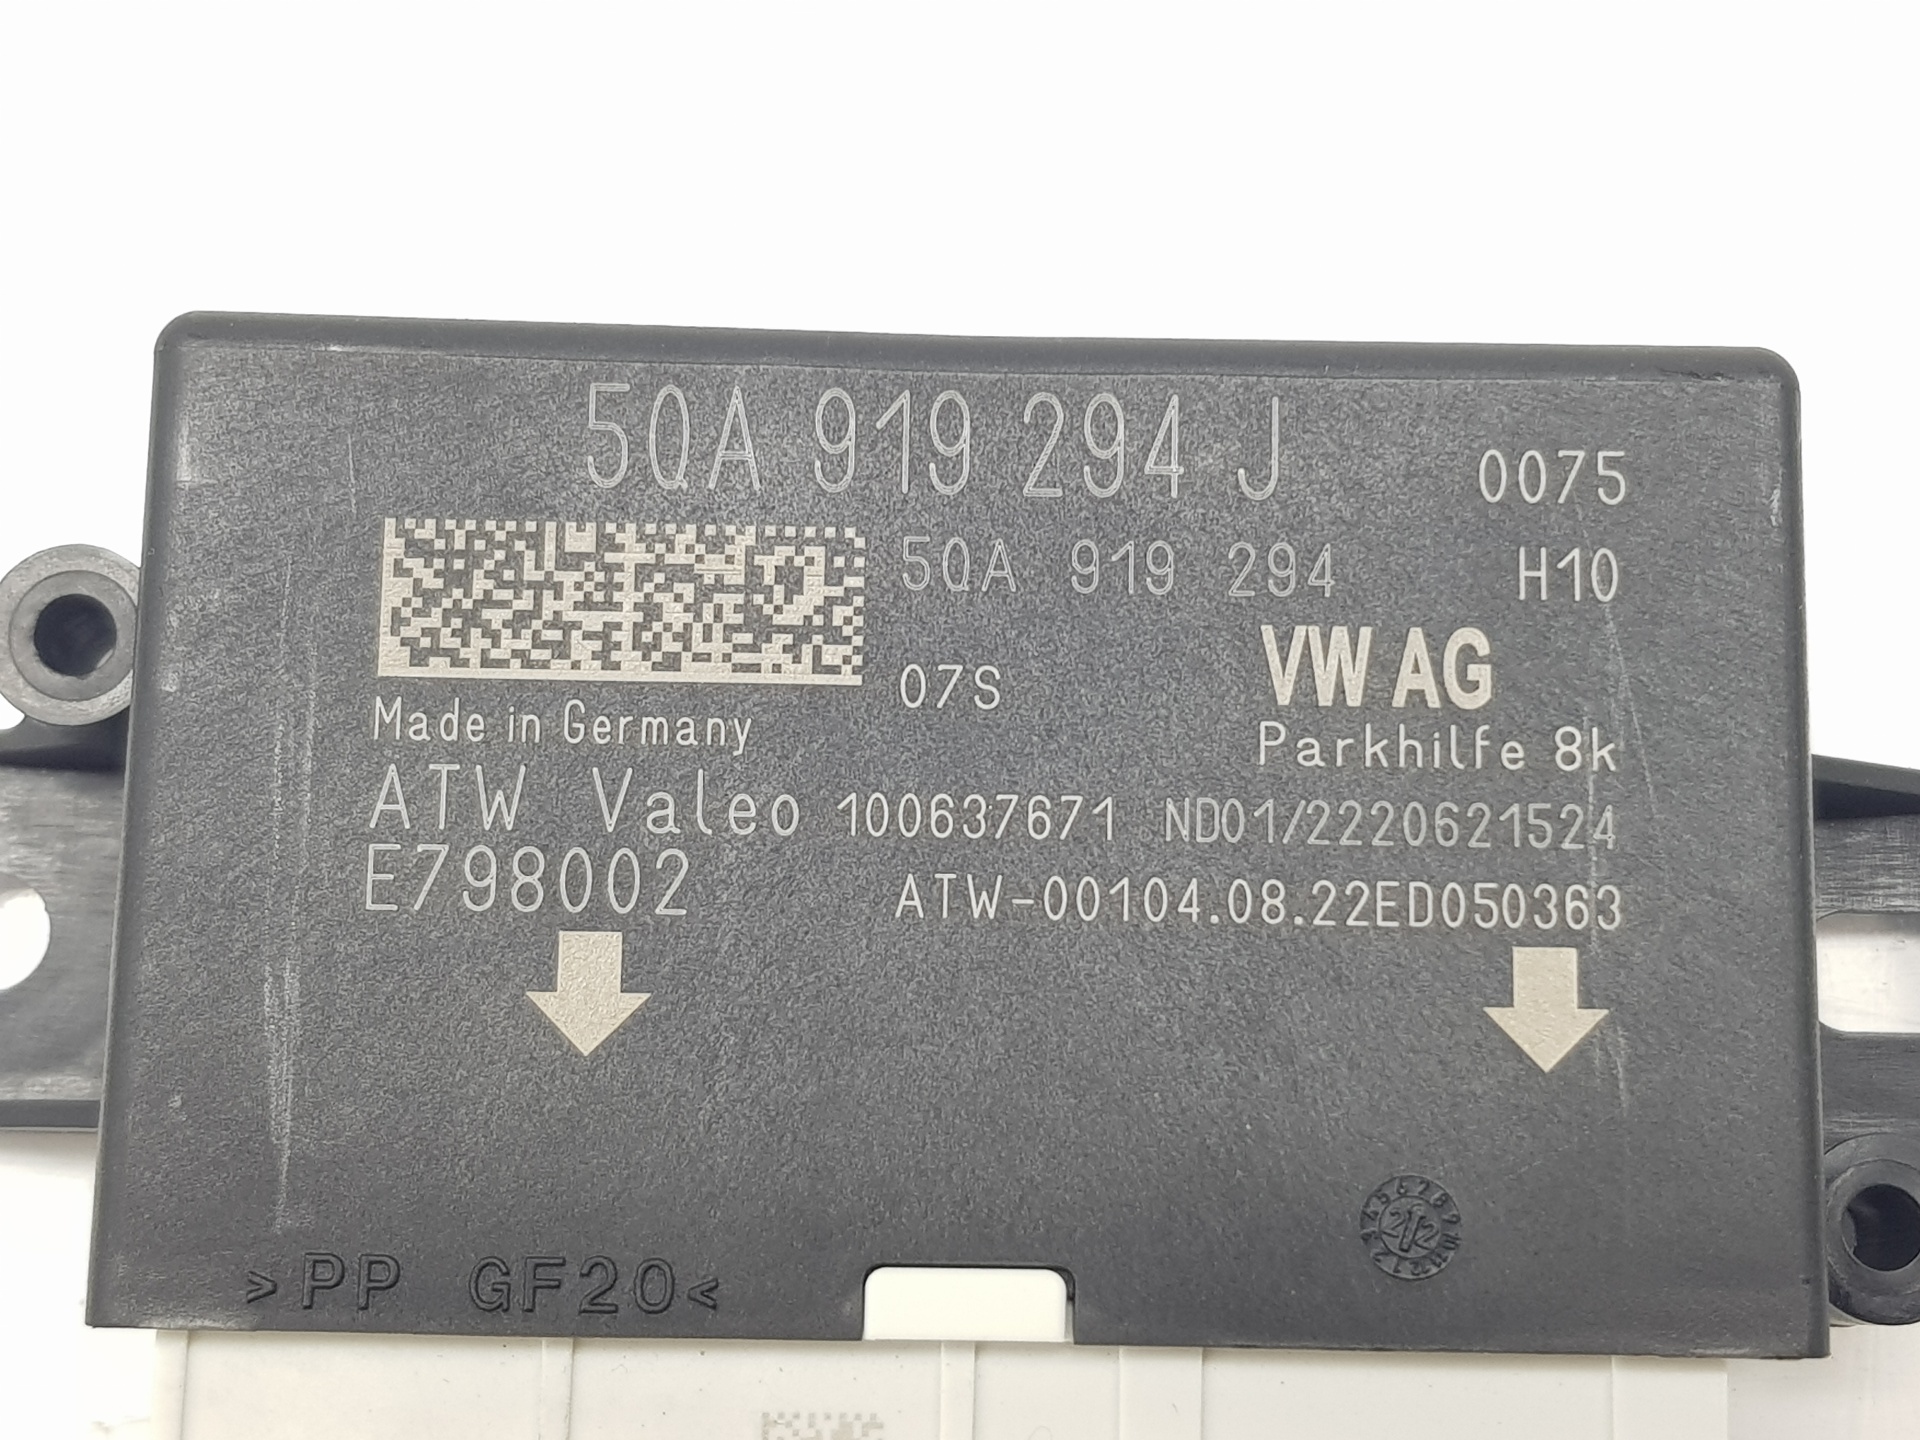 5QA 919 294 J
0075
5QA 919 294 H10
07S
VW AG
Made in Germany
Parkhilfe 8k
ATW Valeo 100637671 ND01/2220621524
E798002
ATW-00104.08.22ED050363
>PP GF20<